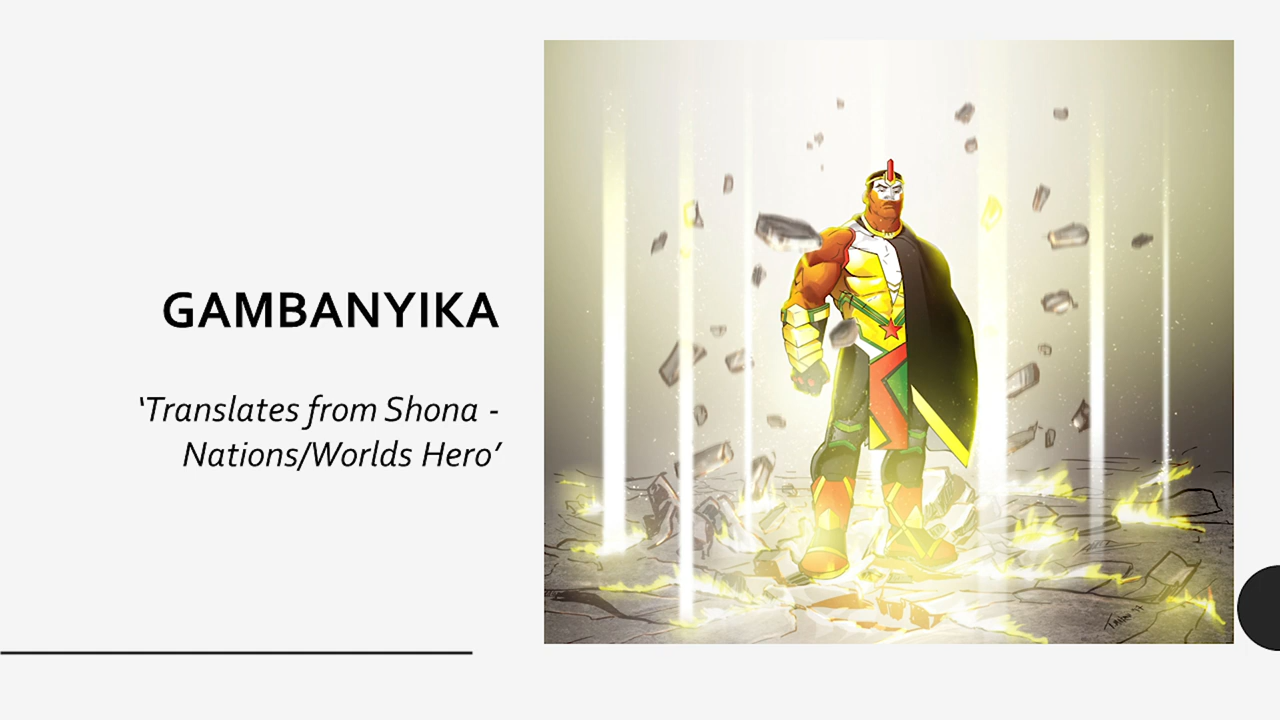 GAMBANYIKA
‘Translates from Shona -
Nations/Worlds Hero’